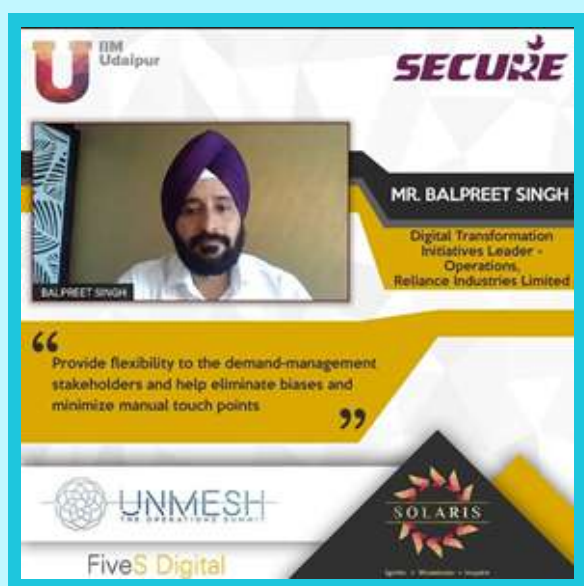 IIM
Udaipur
SECURE
BALPREET SINGH
MR. BALPREET SINGH
Digital Transformation
Initiatives Leader -
Operations,
Reliance Industries Limited
“
Provide flexibility to the demand-management
stakeholders and help eliminate biases and
minimize manual touch points
”
UNMESH
THE OPERATIONS SUMMIT
FiveS Digital
SOLARIS